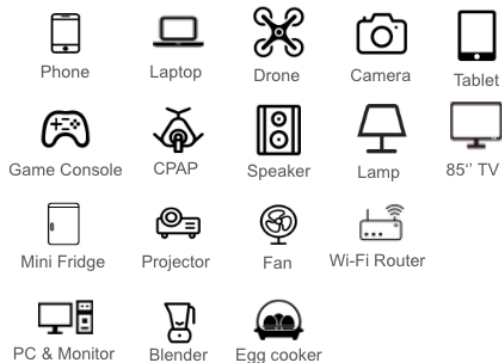 Phone
Laptop
Drone
Camera
Tablet
Game Console
CPAP
Speaker
Lamp
85‘’ TV
Mini Fridge
Projector
Fan
Wi-Fi Router
PC & Monitor
Blender
Egg cooker